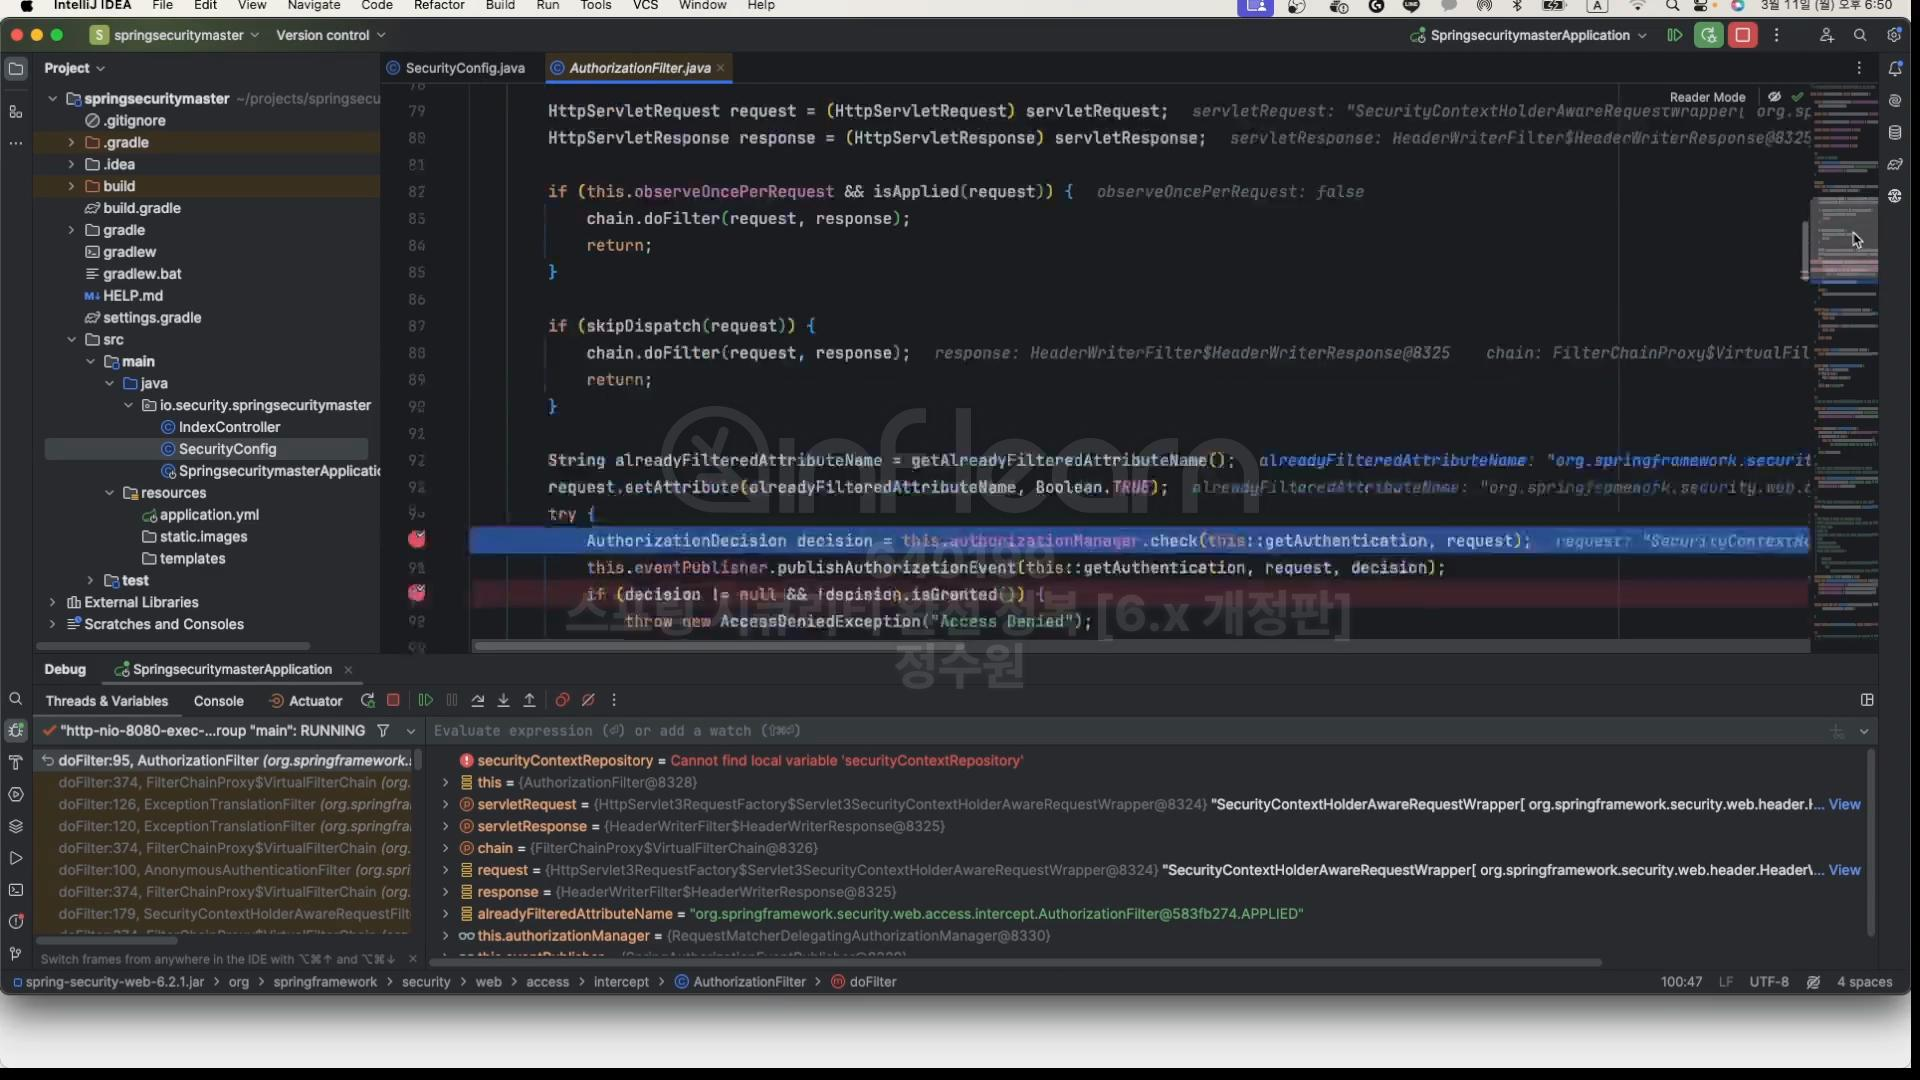 IntelliJ IDEA File Edit View Navigate Code Refactor Build Run Tools VCS Window Help 3월 11일 (월) 오후 6:50
S springsecuritymaster Version control SpringsecuritymasterApplication
Project
SecurityConfig.java AuthorizationFilter.java
springsecuritymaster ~/projects/springsecu
.gitignore
.gradle
.idea
build
build.gradle
gradle
gradlew
gradlew.bat
HELP.md
settings.gradle
src
main
java
io.security.springsecuritymaster
IndexController
SecurityConfig
SpringsecuritymasterApplicatio
resources
application.yml
static.images
templates
test
External Libraries
Scratches and Consoles
Reader Mode
79 HttpServletRequest request = (HttpServletRequest) servletRequest; servletRequest: "SecurityContextHolderAwareRequestWrapper[ org.sp
80 HttpServletResponse response = (HttpServletResponse) servletResponse; servletResponse: HeaderWriterFilter$HeaderWriterResponse@8325
81
82 if (this.observeOncePerRequest && isApplied(request)) { observeOncePerRequest: false
83 chain.doFilter(request, response);
84 return;
85 }
86
87 if (skipDispatch(request)) {
88 chain.doFilter(request, response); response: HeaderWriterFilter$HeaderWriterResponse@8325 chain: FilterChainProxy$VirtualFil
89 return;
90 }
String alreadyFilteredAttributeName = getAlreadyFilteredAttributeName(); alreadyFilteredAttributeName: "org.springframework.securit
request.setAttribute(alreadyFilteredAttributeName, Boolean.TRUE); alreadyFilteredAttributeName: "org.springframework.security.web.a
try {
AuthorizationDecision decision = this.authorizationManager.check(this::getAuthentication, request); request: "SecurityContextHo
this.eventPublisher.publishAuthorizationEvent(this::getAuthentication, request, decision);
if (decision != null && !decision.isGranted()) {
throw new AccessDeniedException("Access Denied");
inflearn
스프링 시큐리티 완전 정복 [6.x 개정판]
정수원
Debug SpringsecuritymasterApplication
Threads & Variables Console Actuator
"http-nio-8080-exec-...roup "main": RUNNING
Evaluate expression (⏎) or add a watch (⇧⌘⏎)
doFilter:95, AuthorizationFilter (org.springframework.
doFilter:374, FilterChainProxy$VirtualFilterChain (org.
doFilter:126, ExceptionTranslationFilter (org.springfra
doFilter:120, ExceptionTranslationFilter (org.springfra
doFilter:374, FilterChainProxy$VirtualFilterChain (org.
doFilter:100, AnonymousAuthenticationFilter (org.spri
doFilter:374, FilterChainProxy$VirtualFilterChain (org.
doFilter:179, SecurityContextHolderAwareRequestFilt
Switch frames from anywhere in the IDE with ⌥⌘↑ and ⌥⌘↓
securityContextRepository = Cannot find local variable 'securityContextRepository'
this = {AuthorizationFilter@8328}
servletRequest = {HttpServlet3RequestFactory$Servlet3SecurityContextHolderAwareRequestWrapper@8324} "SecurityContextHolderAwareRequestWrapper[ org.springframework.security.web.header.H... View
servletResponse = {HeaderWriterFilter$HeaderWriterResponse@8325}
chain = {FilterChainProxy$VirtualFilterChain@8326}
request = {HttpServlet3RequestFactory$Servlet3SecurityContextHolderAwareRequestWrapper@8324} "SecurityContextHolderAwareRequestWrapper[ org.springframework.security.web.header.Header\... View
response = {HeaderWriterFilter$HeaderWriterResponse@8325}
alreadyFilteredAttributeName = "org.springframework.security.web.access.intercept.AuthorizationFilter@583fb274.APPLIED"
this.authorizationManager = {RequestMatcherDelegatingAuthorizationManager@8330}
spring-security-web-6.2.1.jar > org > springframework > security > web > access > intercept > AuthorizationFilter > doFilter
100:47 LF UTF-8 4 spaces